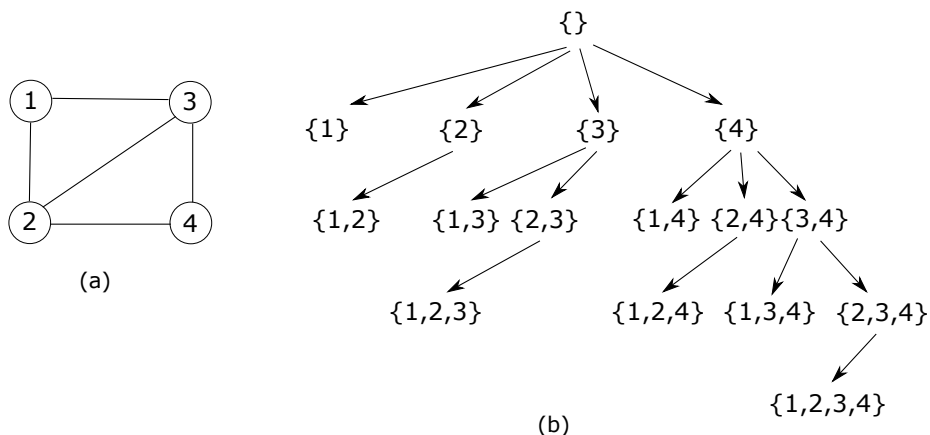 {}
1 3
{1} {2} {3} {4}
2 4
{1,2} {1,3} {2,3} {1,4} {2,4} {3,4}
(a)
{1,2,3} {1,2,4} {1,3,4} {2,3,4}
{1,2,3,4}
(b)